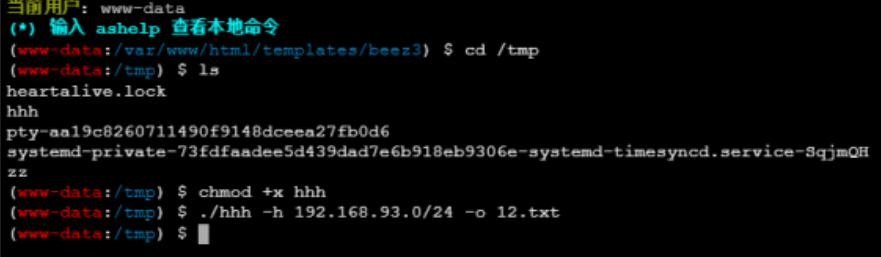 当前用户: www-data
(*) 输入 ashelp 查看本地命令
(www-data:/var/www/html/templates/beez3) $ cd /tmp
(www-data:/tmp) $ ls
heartalive.lock
hhh
pty-aa19c8260711490f9148dceea27fb0d6
systemd-private-73fdfaadee5d439dad7e6b918eb9306e-systemd-timesyncd.service-SqjmQH
zz
(www-data:/tmp) $ chmod +x hhh
(www-data:/tmp) $ ./hhh -h 192.168.93.0/24 -o 12.txt
(www-data:/tmp) $